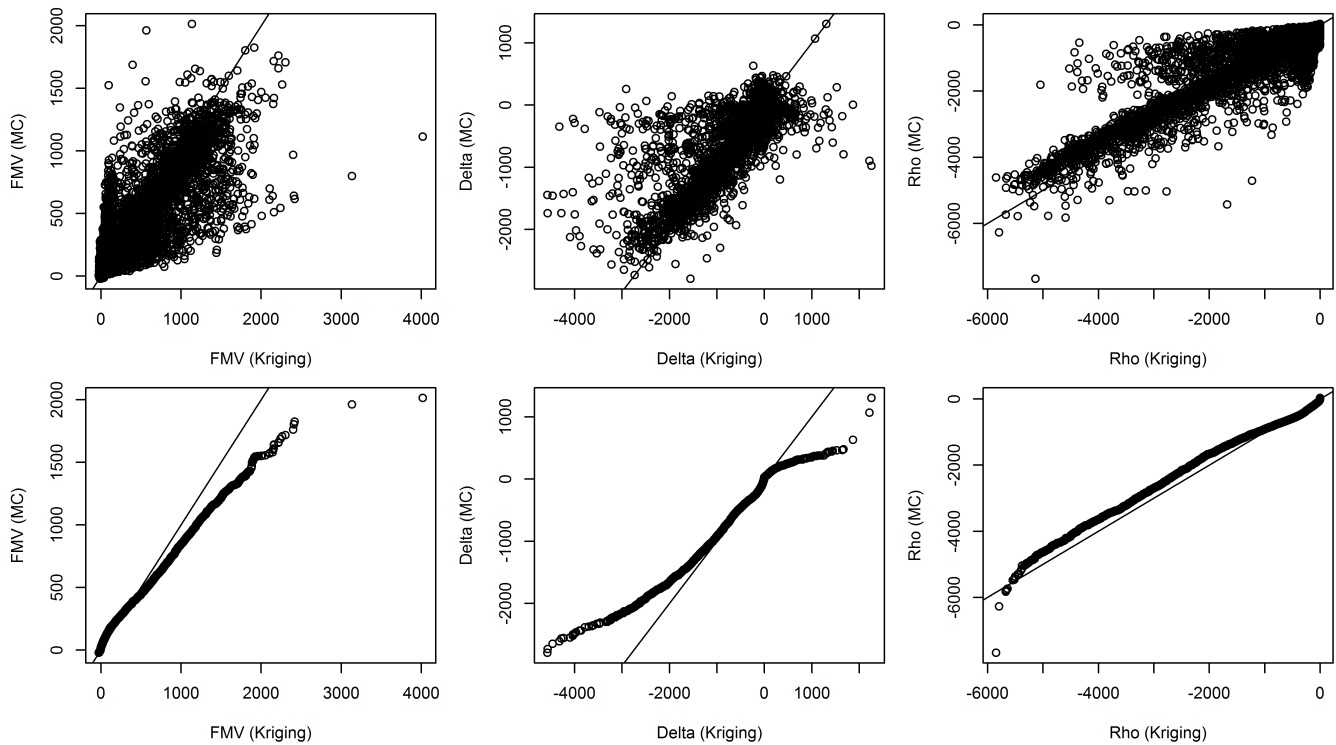 2000
1500
1000
500
0
FMV (MC)
0 1000 2000 3000 4000
FMV (Kriging)
1000
0
-1000
-2000
Delta (MC)
-4000 -2000 0 1000
Delta (Kriging)
0
-2000
-4000
-6000
Rho (MC)
-6000 -4000 -2000 0
Rho (Kriging)
2000
1500
1000
500
0
FMV (MC)
0 1000 2000 3000 4000
FMV (Kriging)
1000
0
-1000
-2000
Delta (MC)
-4000 -2000 0 1000
Delta (Kriging)
0
-2000
-4000
-6000
Rho (MC)
-6000 -4000 -2000 0
Rho (Kriging)